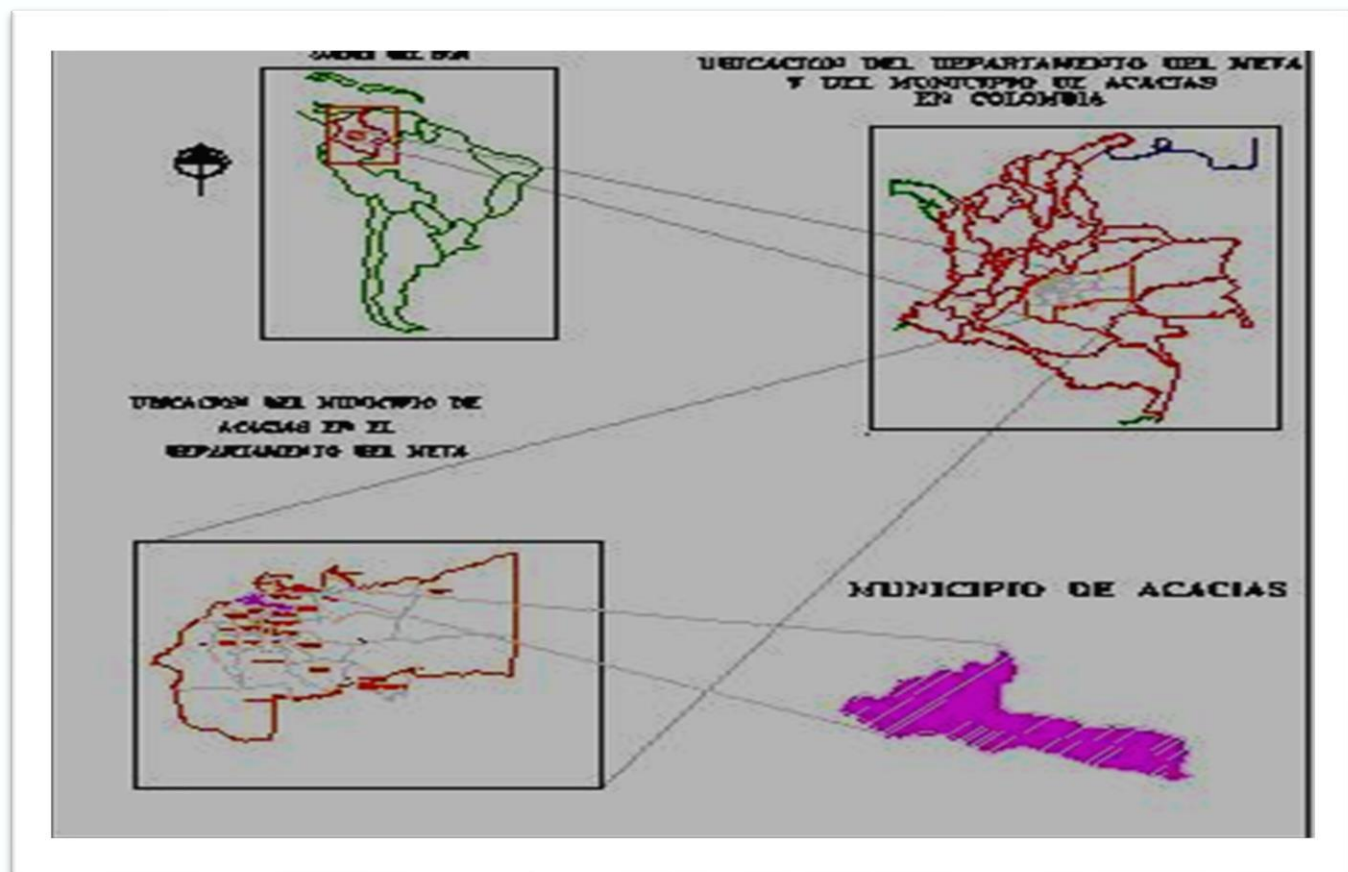 UBICACION DEL DEPARTAMENTO DEL META
Y DEL MUNICIPIO DE ACACIAS
EN COLOMBIA
UBICACION DEL MUNICIPIO DE
ACACIAS EN EL
DEPARTAMENTO DEL META
MUNICIPIO DE ACACIAS